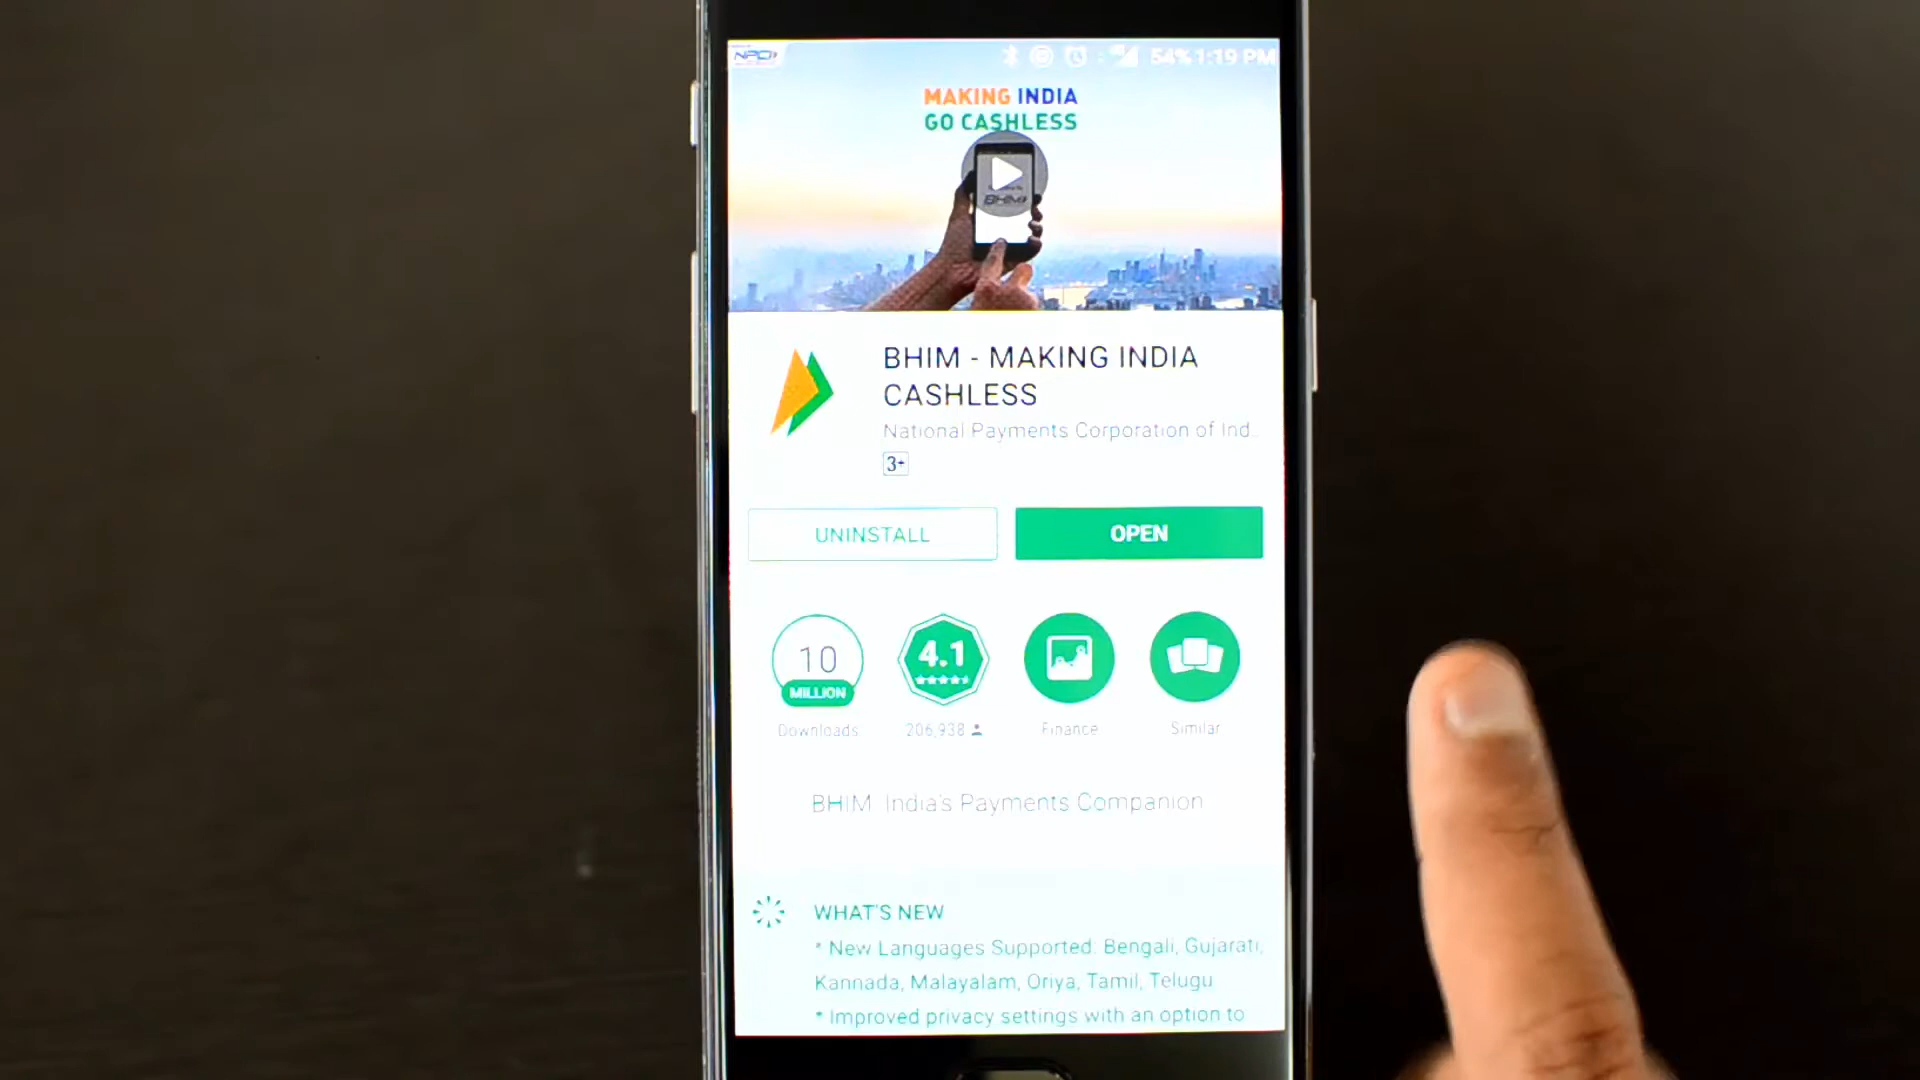 NPCI
54% 1:19 PM
MAKING INDIA
GO CASHLESS
BHIM
BHIM - MAKING INDIA
CASHLESS
National Payments Corporation of Ind..
3+
UNINSTALL
OPEN
10
MILLION
Downloads
4.1
206,938
Finance
Similar
BHIM India's Payments Companion
WHAT'S NEW
* New Languages Supported: Bengali, Gujarati,
Kannada, Malayalam, Oriya, Tamil, Telugu
* Improved privacy settings with an option to